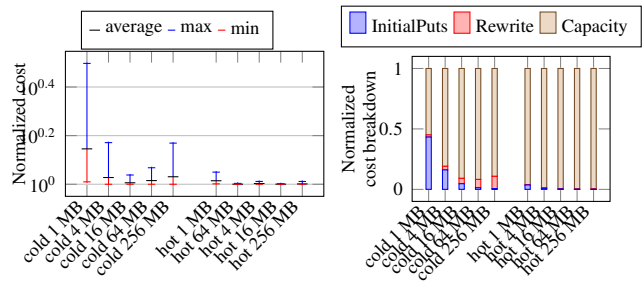 average max min
Normalized cost
10^0.4
10^0.2
10^0
cold 1 MB
cold 4 MB
cold 16 MB
cold 64 MB
cold 256 MB
hot 1 MB
hot 64 MB
hot 4 MB
hot 16 MB
hot 256 MB
InitialPuts Rewrite Capacity
Normalized
cost breakdown
1
0.5
0
cold 1 MB
cold 4 MB
cold 16 MB
cold 64 MB
cold 256 MB
hot 1 MB
hot 4 MB
hot 16 MB
hot 64 MB
hot 256 MB